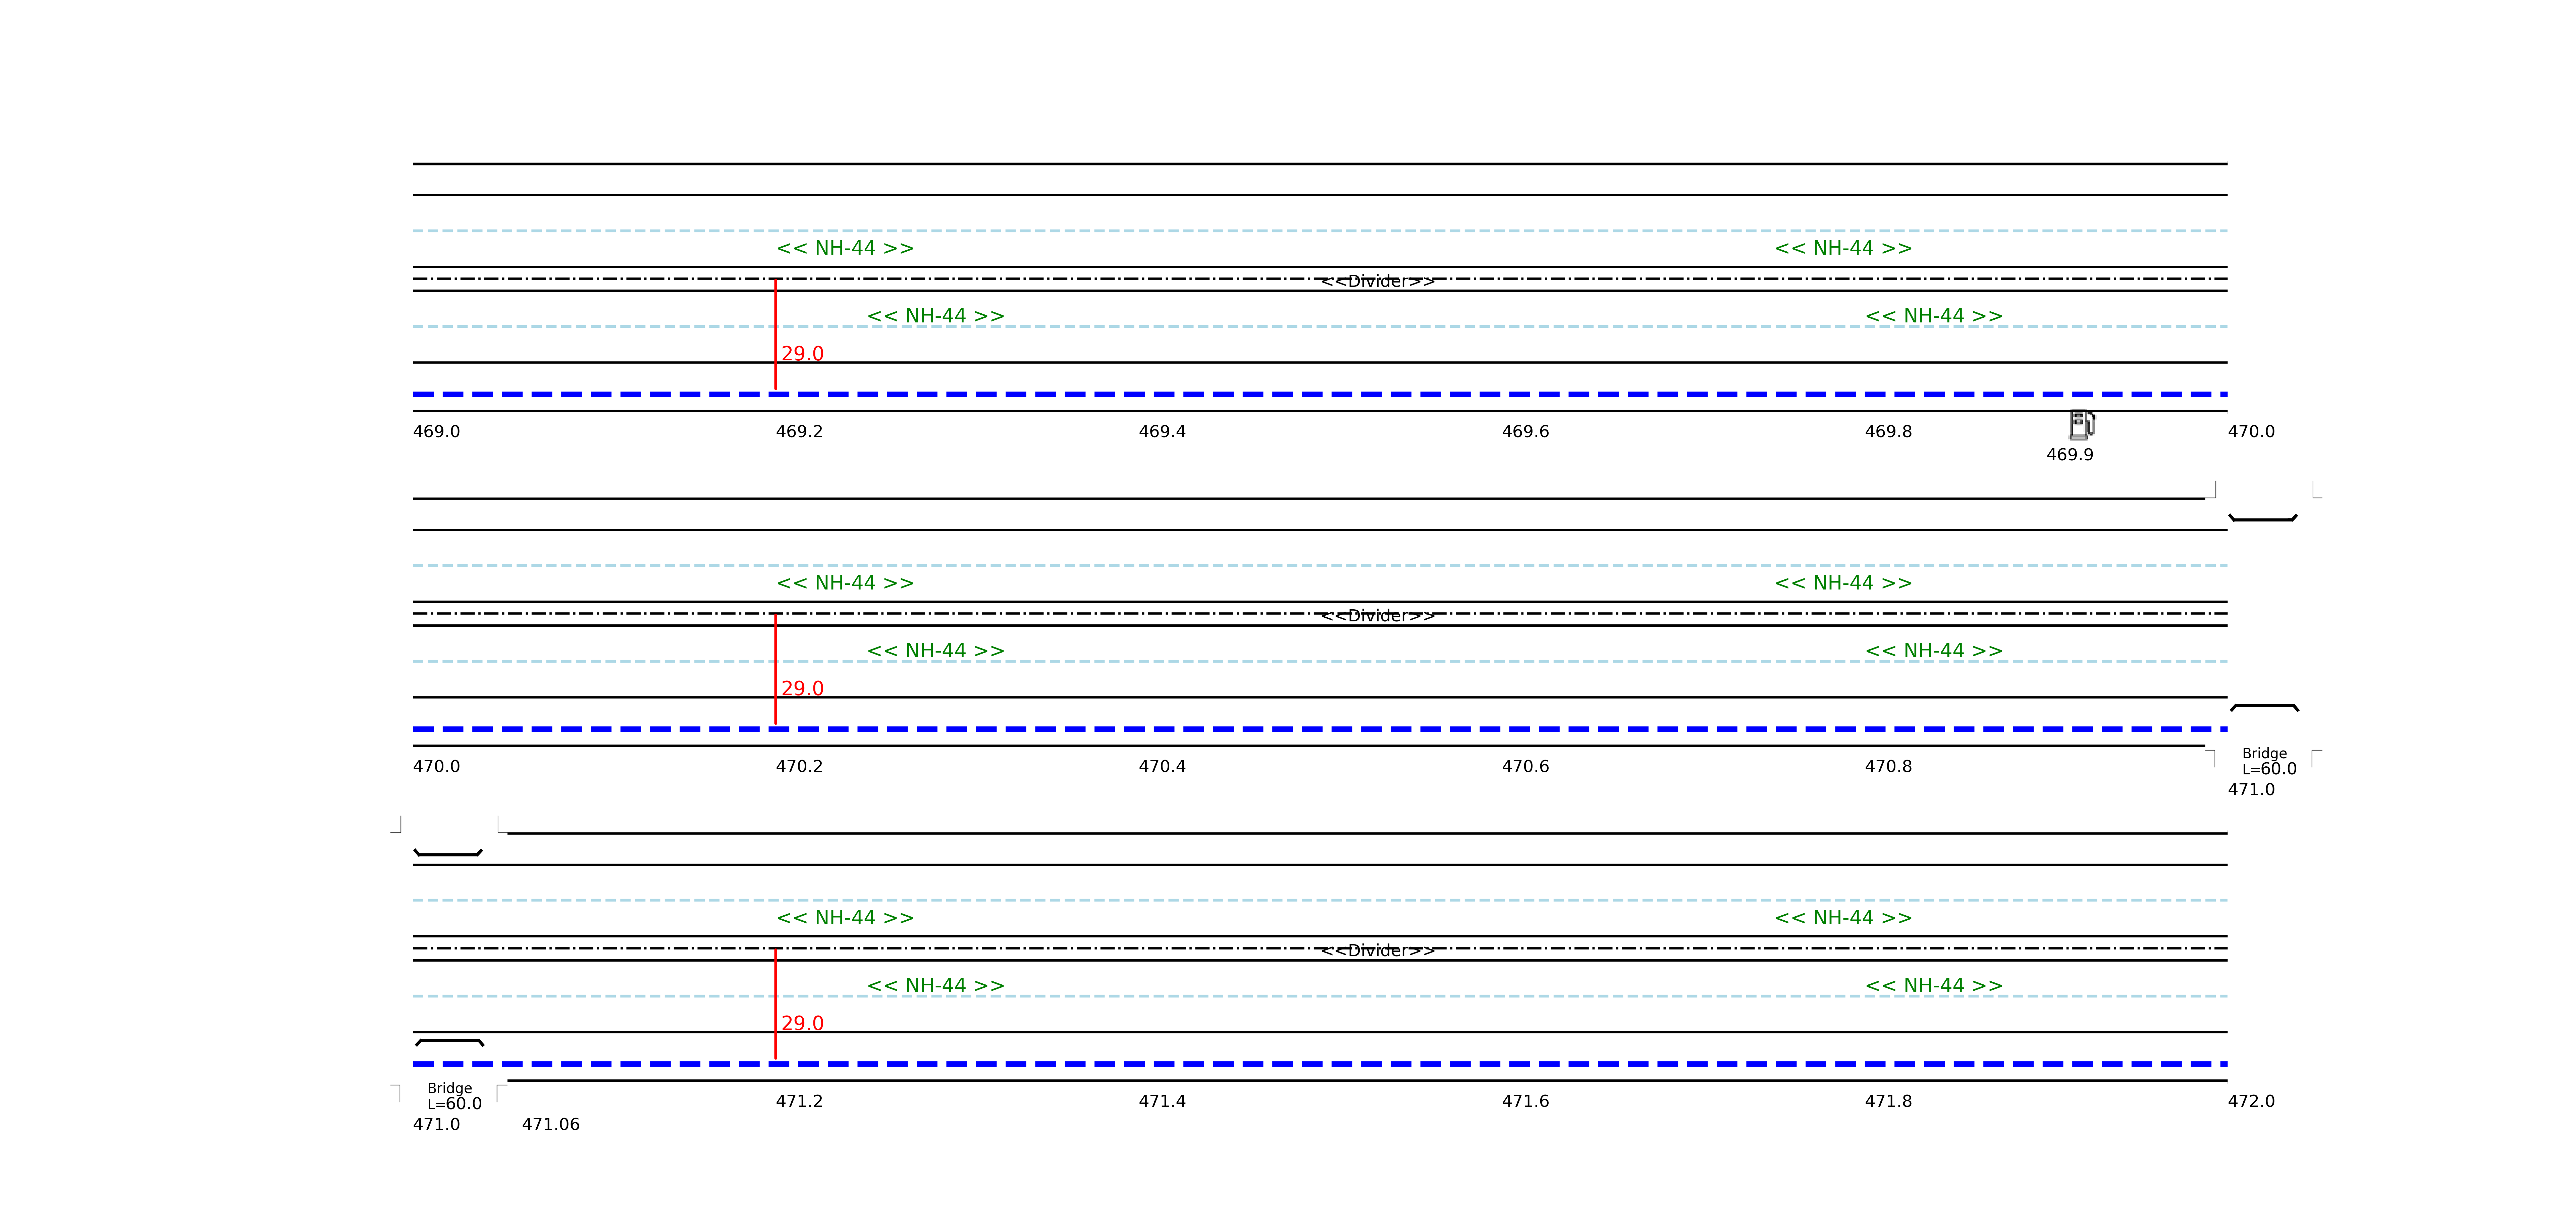 << NH-44 >> << NH-44 >>
<<Divider>>
<< NH-44 >> << NH-44 >>
29.0
469.0 469.2 469.4 469.6 469.8 470.0
469.9
<< NH-44 >> << NH-44 >>
<<Divider>>
<< NH-44 >> << NH-44 >>
29.0
Bridge
470.0 470.2 470.4 470.6 470.8 L=60.0
471.0
<< NH-44 >> << NH-44 >>
<<Divider>>
<< NH-44 >> << NH-44 >>
29.0
Bridge
L=60.0 471.2 471.4 471.6 471.8 472.0
471.0 471.06